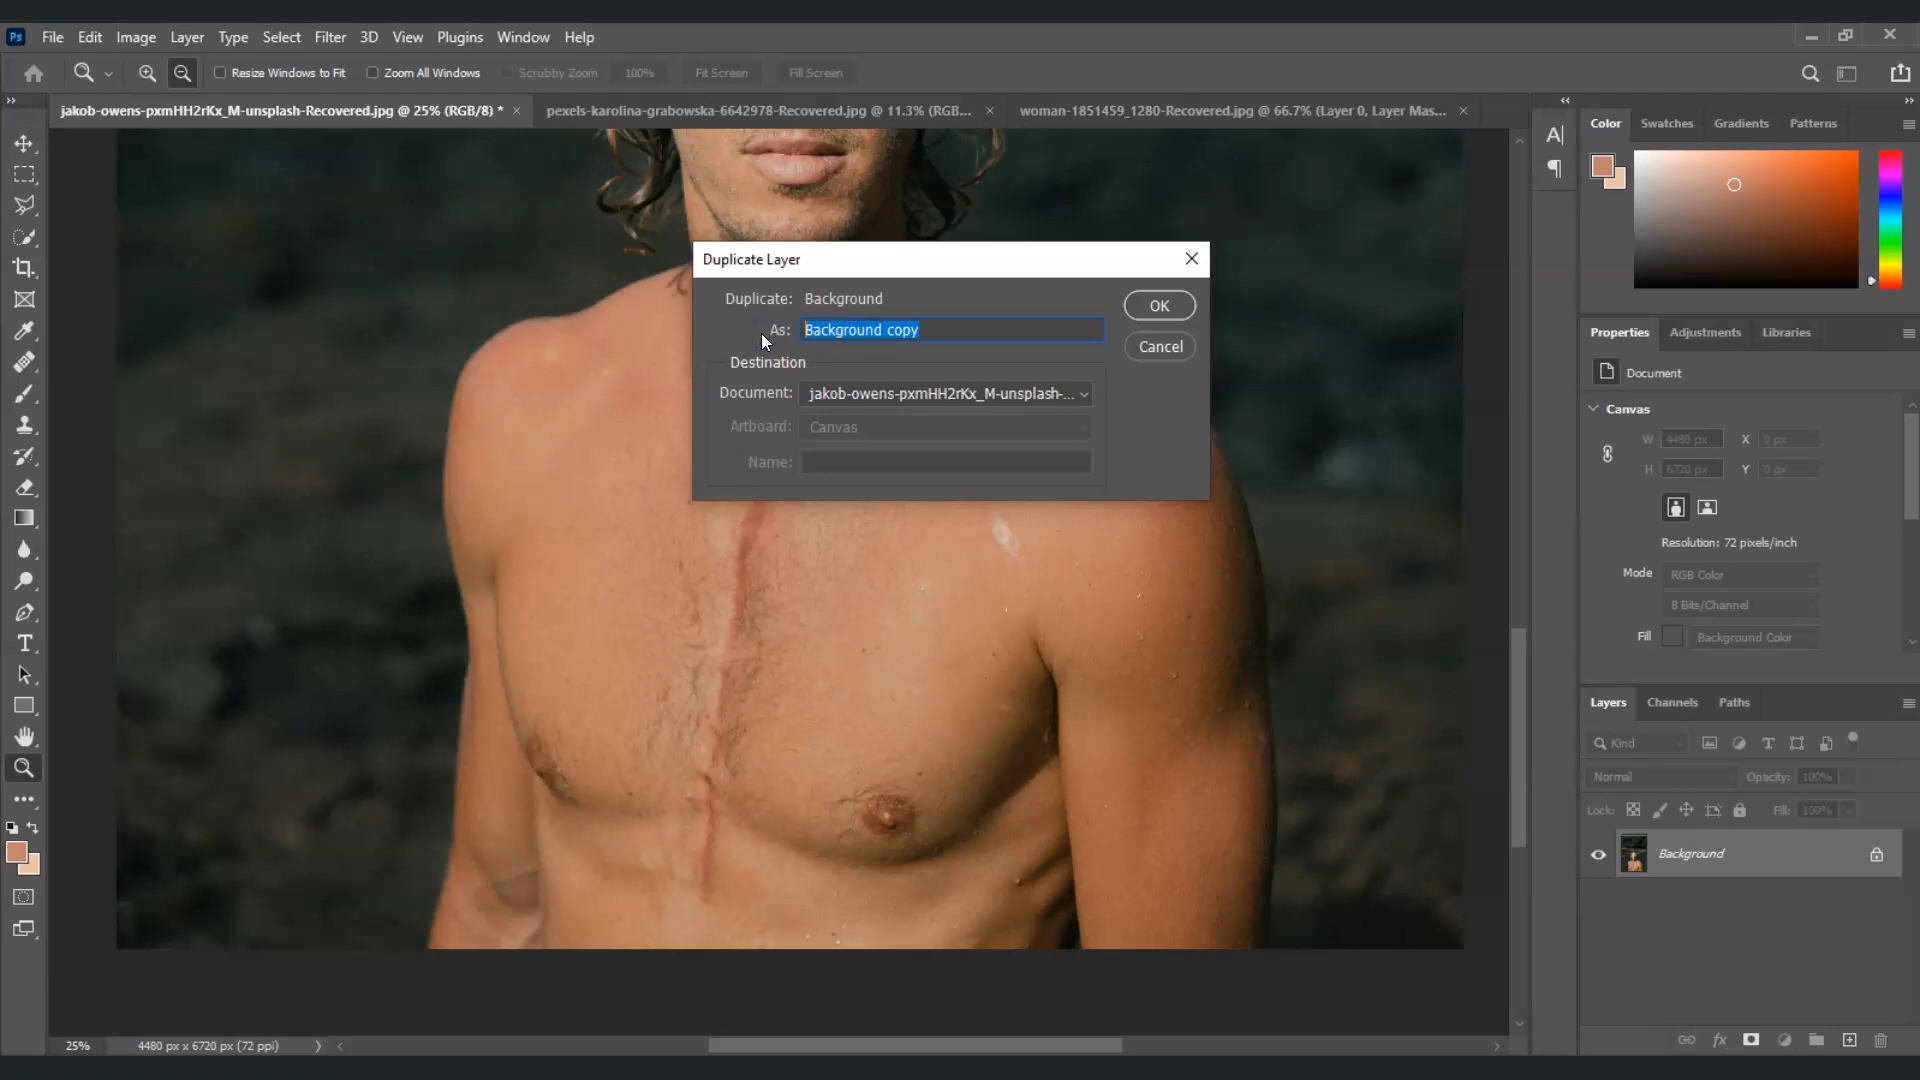 Ps File Edit Image Layer Type Select Filter 3D View Plugins Window Help
Resize Windows to Fit Zoom All Windows Scrubby Zoom 100% Fit Screen Fill Screen
jakob-owens-pxmHH2rKx_M-unsplash-Recovered.jpg @ 25% (RGB/8) * pexels-karolina-grabowska-6642978-Recovered.jpg @ 11.3% (RGB... woman-1851459_1280-Recovered.jpg @ 66.7% (Layer 0, Layer Mas...
Color Swatches Gradients Patterns
Duplicate Layer
Duplicate: Background
OK
As: Background copy
Cancel
Destination
Document: jakob-owens-pxmHH2rKx_M-unsplash-...
Artboard: Canvas
Name:
Properties Adjustments Libraries
Document
Canvas
W 4480 px X 0 px
H 6720 px Y 0 px
Resolution: 72 pixels/inch
Mode RGB Color
8 Bits/Channel
Fill Background Color
Layers Channels Paths
Kind
Normal Opacity: 100%
Lock: Fill: 100%
Background
fx
25% 4480 px x 6720 px (72 ppi)